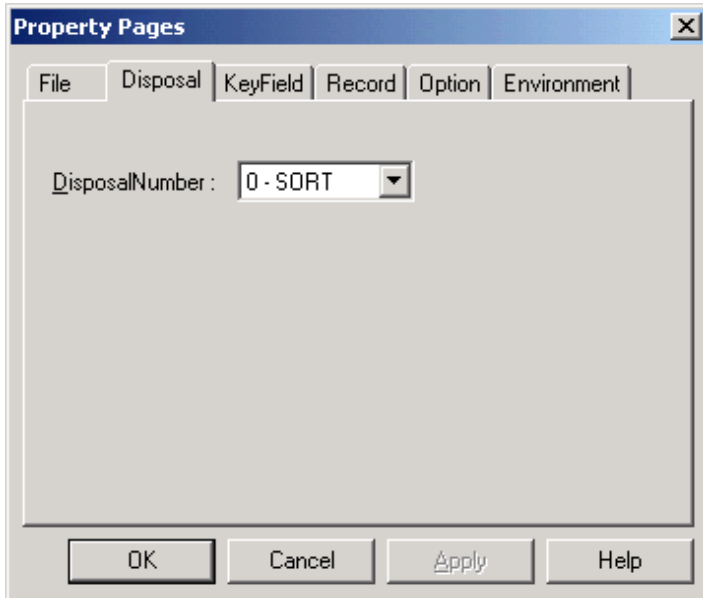 Property Pages
File Disposal KeyField Record Option Environment
DisposalNumber : 0 - SORT
OK Cancel Apply Help